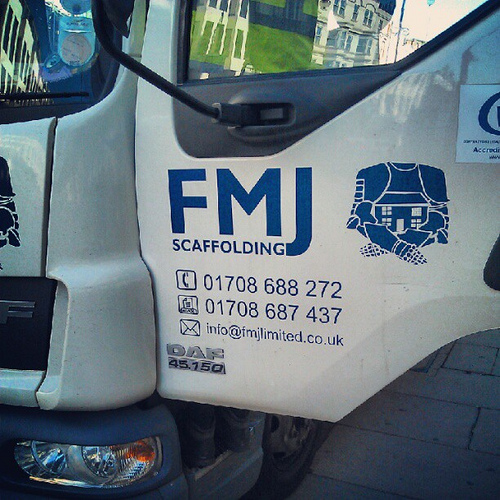 FMJ
SCAFFOLDING
01708 688 272
01708 687 437
info@fmjlimited.co.uk
DAF
45.150